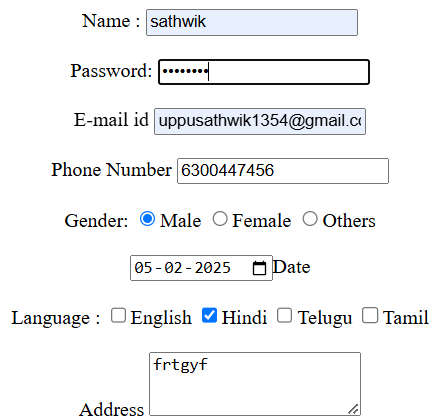 Name : sathwik
Password: ••••••••
E-mail id uppusathwik1354@gmail.co
Phone Number 6300447456
Gender: Male Female Others
05-02-2025 Date
Language : English Hindi Telugu Tamil
Address frtgyf